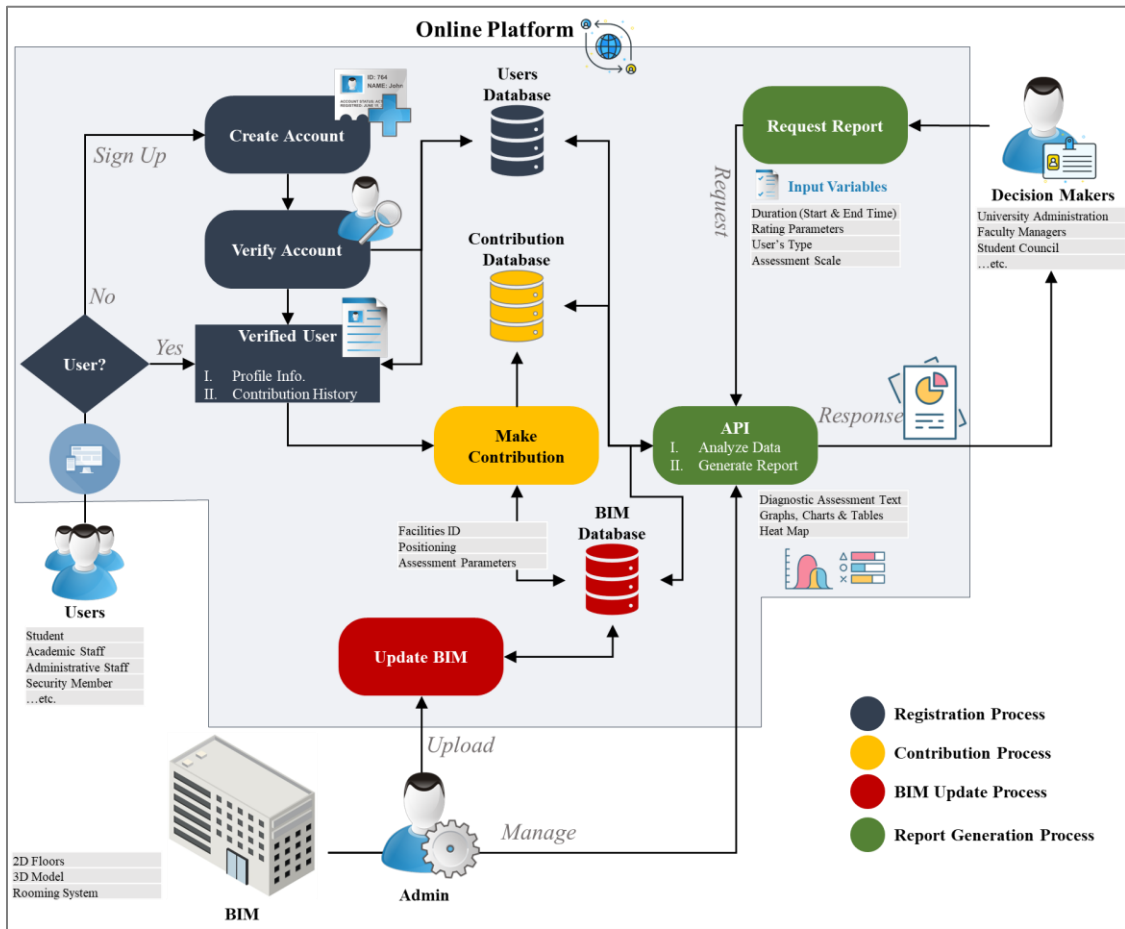 Online Platform
ID: 764
NAME: John
Create Account
Sign Up
Users
Database
Request Report
Request
Input Variables
Duration (Start & End Time)
Rating Parameters
User's Type
Assessment Scale
Decision Makers
University Administration
Faculty Managers
Student Council
…etc.
Verify Account
Contribution
Database
No
User?
Yes
Verified User
I. Profile Info.
II. Contribution History
Make
Contribution
API
I. Analyze Data
II. Generate Report
Response
Facilities ID
Positioning
Assessment Parameters
BIM
Database
Diagnostic Assessment Text
Graphs, Charts & Tables
Heat Map
Users
Student
Academic Staff
Administrative Staff
Security Member
…etc.
Update BIM
Upload
Manage
Admin
2D Floors
3D Model
Rooming System
BIM
Registration Process
Contribution Process
BIM Update Process
Report Generation Process